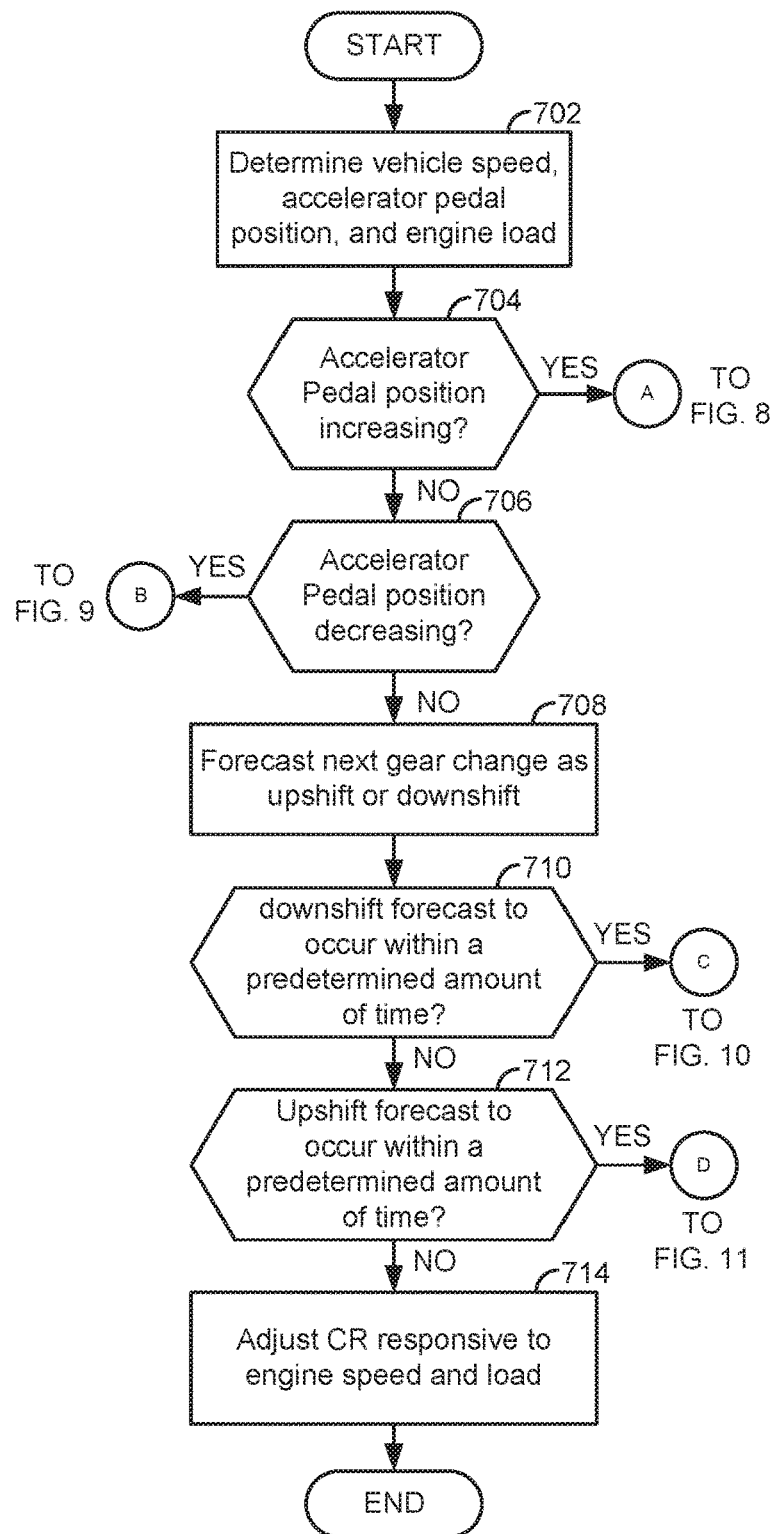 START
702
Determine vehicle speed,
accelerator pedal
position, and engine load
704
Accelerator
Pedal position
increasing?
YES
A
TO
FIG. 8
NO
706
Accelerator
Pedal position
decreasing?
YES
B
TO
FIG. 9
NO
708
Forecast next gear change as
upshift or downshift
710
downshift forecast to
occur within a
predetermined amount
of time?
YES
C
TO
FIG. 10
NO
712
Upshift forecast to
occur within a
predetermined amount
of time?
YES
D
TO
FIG. 11
NO
714
Adjust CR responsive to
engine speed and load
END